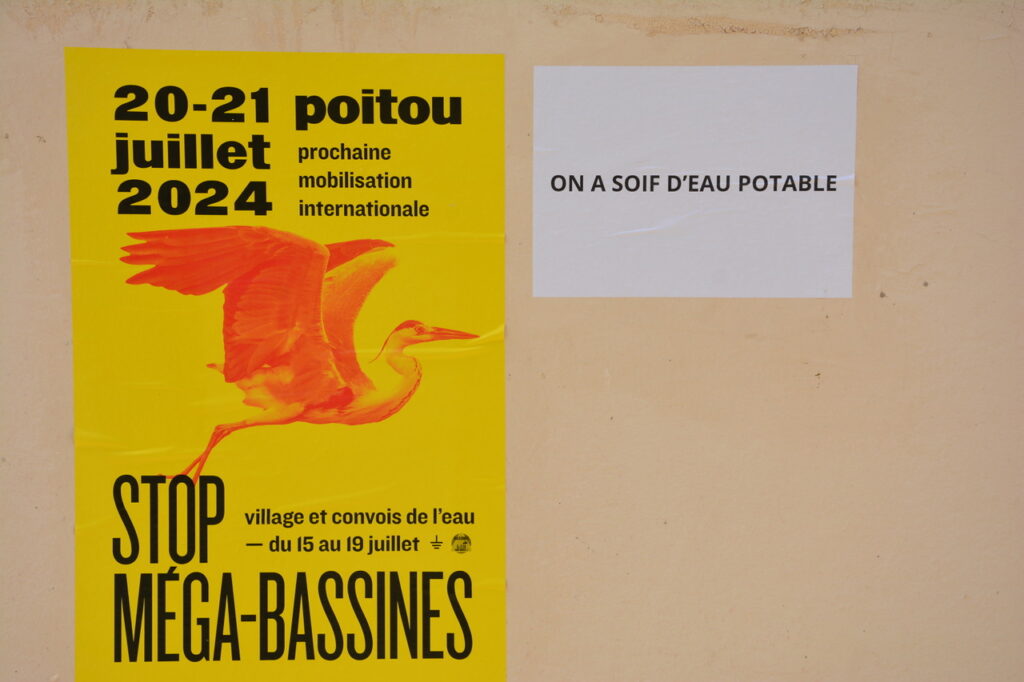 20-21
juillet
2024
poitou
prochaine
mobilisation
internationale
STOP
village et convois de l'eau
— du 15 au 19 juillet
MÉGA-BASSINES
ON A SOIF D'EAU POTABLE